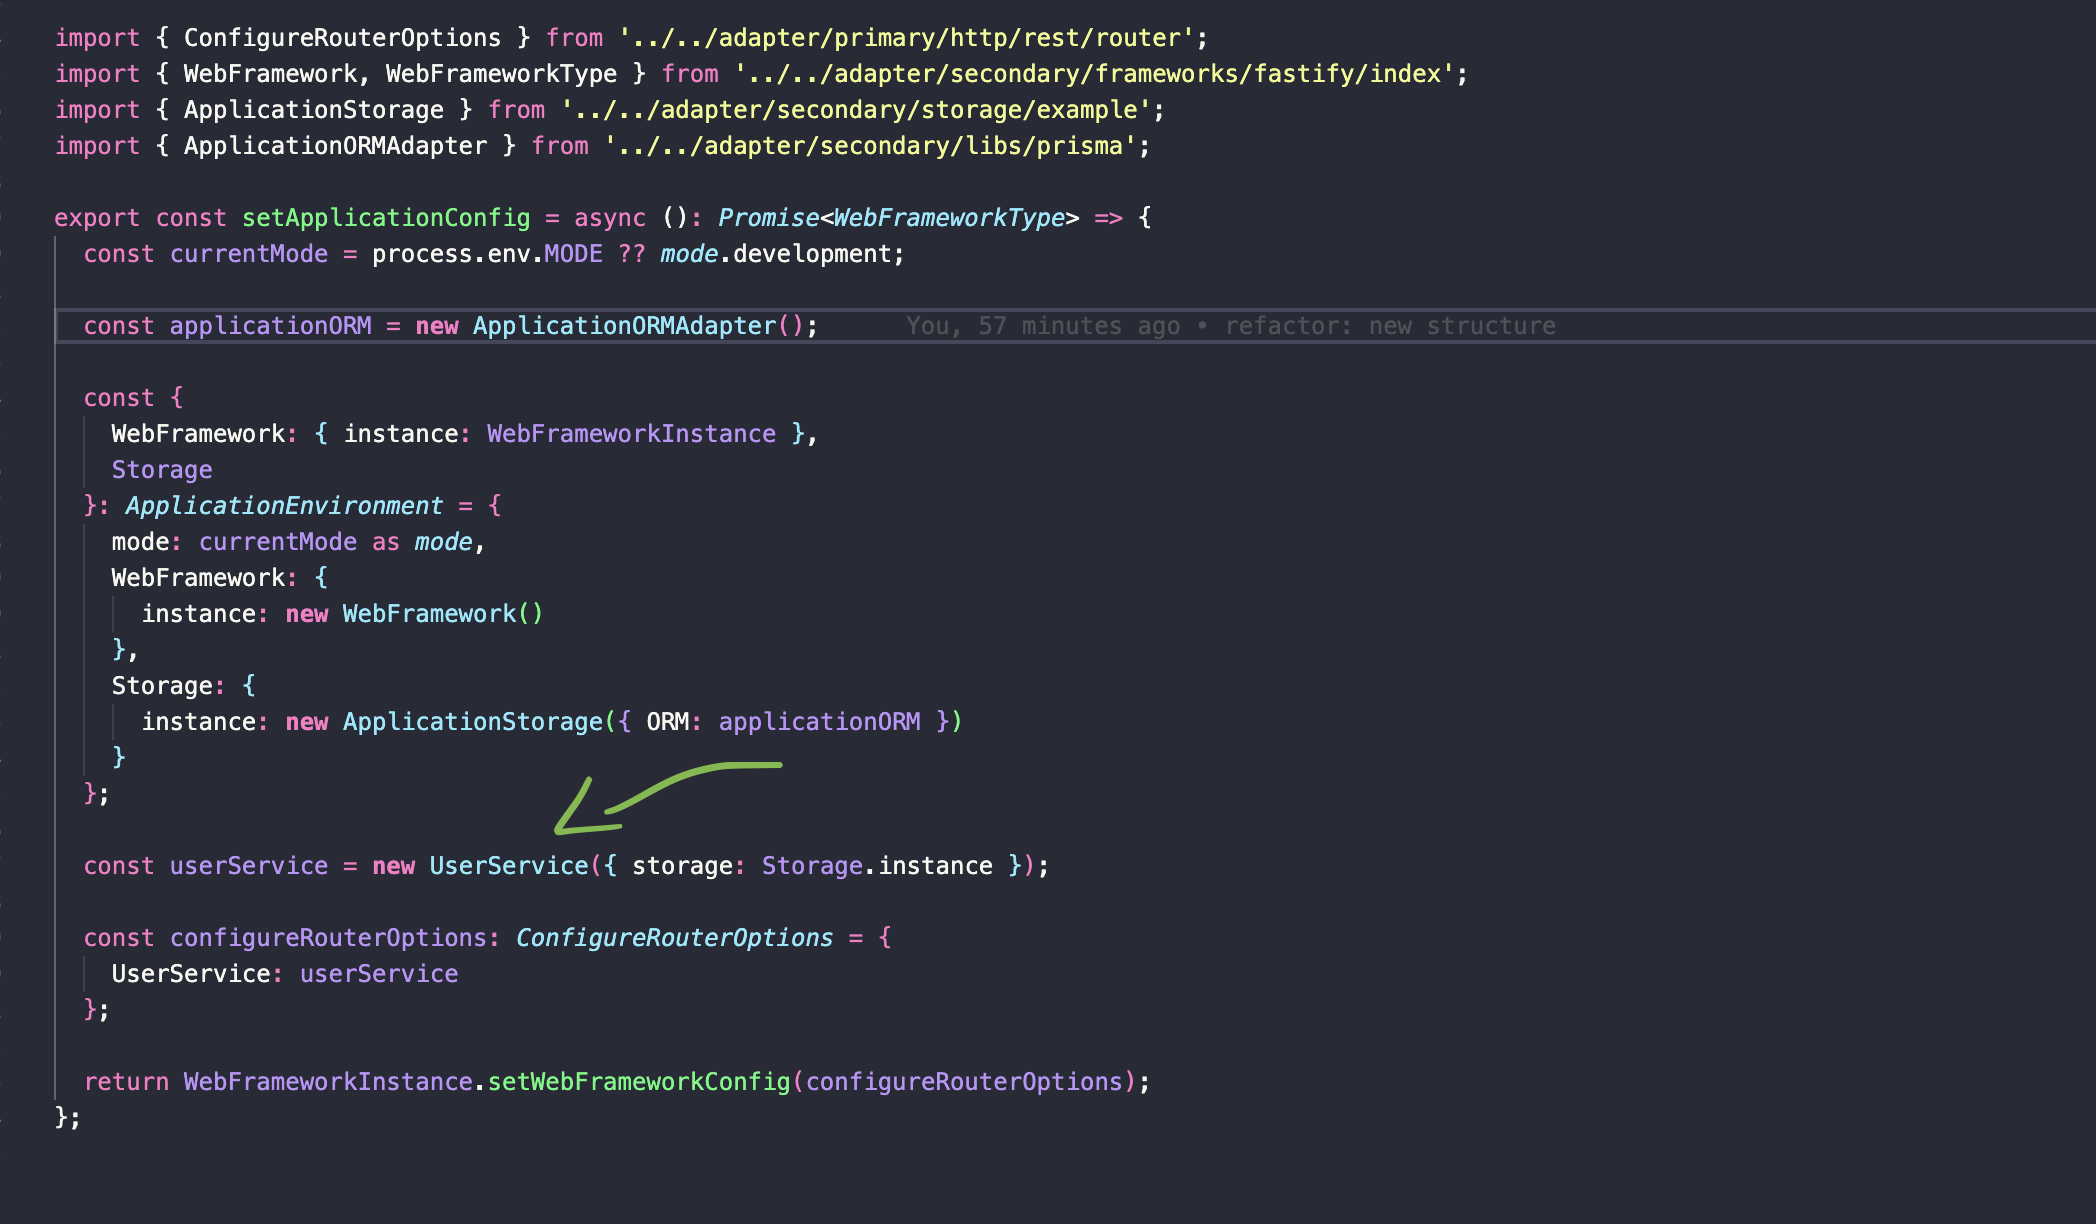 import { ConfigureRouterOptions } from '../../adapter/primary/http/rest/router';
import { WebFramework, WebFrameworkType } from '../../adapter/secondary/frameworks/fastify/index';
import { ApplicationStorage } from '../../adapter/secondary/storage/example';
import { ApplicationORMAdapter } from '../../adapter/secondary/libs/prisma';
export const setApplicationConfig = async (): Promise<WebFrameworkType> => {
const currentMode = process.env.MODE ?? mode.development;
const applicationORM = new ApplicationORMAdapter(); You, 57 minutes ago • refactor: new structure
const {
WebFramework: { instance: WebFrameworkInstance },
Storage
}: ApplicationEnvironment = {
mode: currentMode as mode,
WebFramework: {
instance: new WebFramework()
},
Storage: {
instance: new ApplicationStorage({ ORM: applicationORM })
}
};
const userService = new UserService({ storage: Storage.instance });
const configureRouterOptions: ConfigureRouterOptions = {
UserService: userService
};
return WebFrameworkInstance.setWebFrameworkConfig(configureRouterOptions);
};